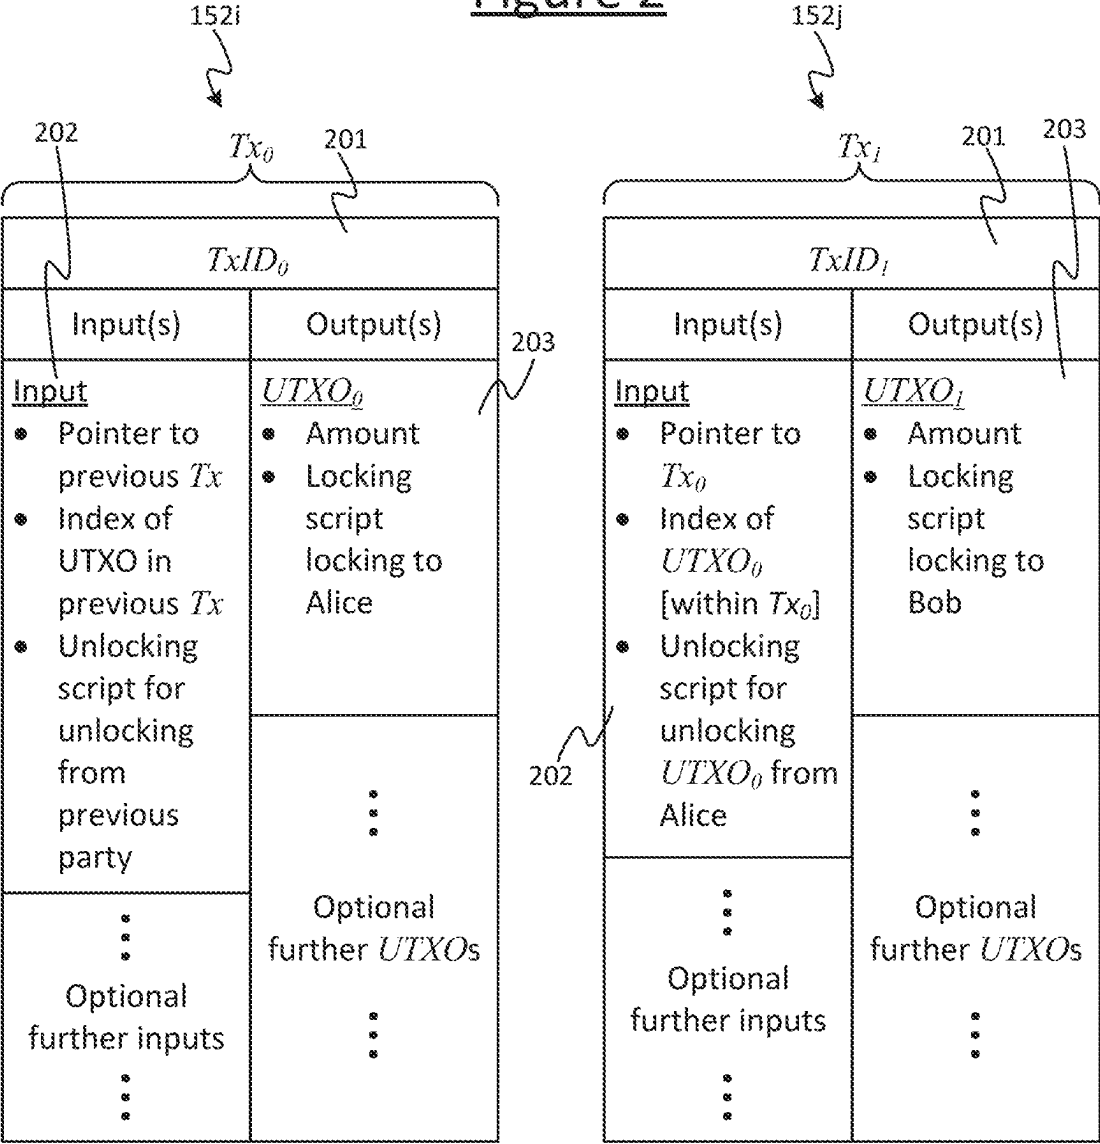 Figure 2
152i
152j
202
Tx0
201
Tx1
201
203
TxID0
TxID1
Input(s)
Output(s)
Input(s)
Output(s)
203
Input
• Pointer to
previous Tx
• Index of
UTXO in
previous Tx
• Unlocking
script for
unlocking
from
previous
party
UTXO0
• Amount
• Locking
script
locking to
Alice
Input
• Pointer to
Tx0
• Index of
UTXO0
[within Tx0]
• Unlocking
script for
unlocking
UTXO0 from
Alice
UTXO1
• Amount
• Locking
script
locking to
Bob
202
Optional
further inputs
Optional
further UTXOs
Optional
further inputs
Optional
further UTXOs